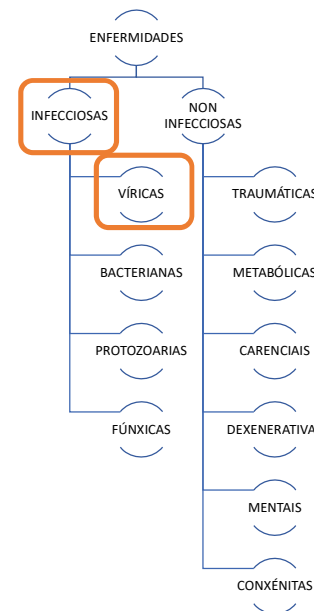 ENFERMIDADES
INFECCIOSAS
NON
INFECCIOSAS
VÍRICAS
TRAUMÁTICAS
BACTERIANAS
METABÓLICAS
PROTOZOARIAS
CARENCIAIS
FÚNXICAS
DEXENERATIVA
MENTAIS
CONXÉNITAS